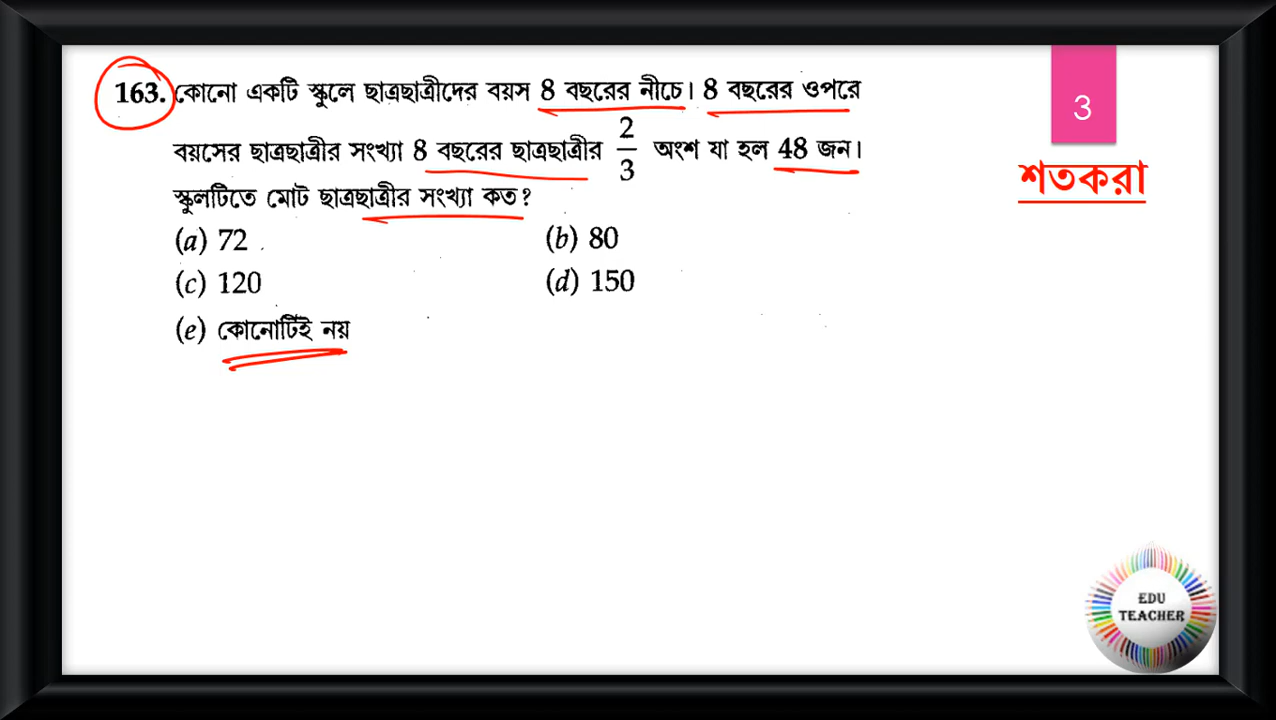 163. কোনো একটি স্কুলে ছাত্রছাত্রীদের বয়স 8 বছরের নীচে। 8 বছরের ওপরে
বয়সের ছাত্রছাত্রীর সংখ্যা 8 বছরের ছাত্রছাত্রীর 2/3 অংশ যা হল 48 জন।
স্কুলটিতে মোট ছাত্রছাত্রীর সংখ্যা কত?
(a) 72
(b) 80
(c) 120
(d) 150
(e) কোনোটিই নয়
3
শতকরা
EDU
TEACHER